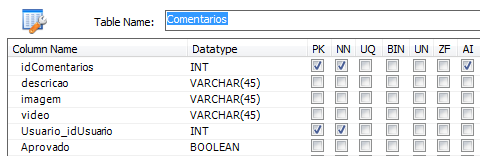 Table Name: Comentarios
Column Name Datatype PK NN UQ BIN UN ZF AI
idComentarios INT
descricao VARCHAR(45)
imagem VARCHAR(45)
video VARCHAR(45)
Usuario_idUsuario INT
Aprovado BOOLEAN